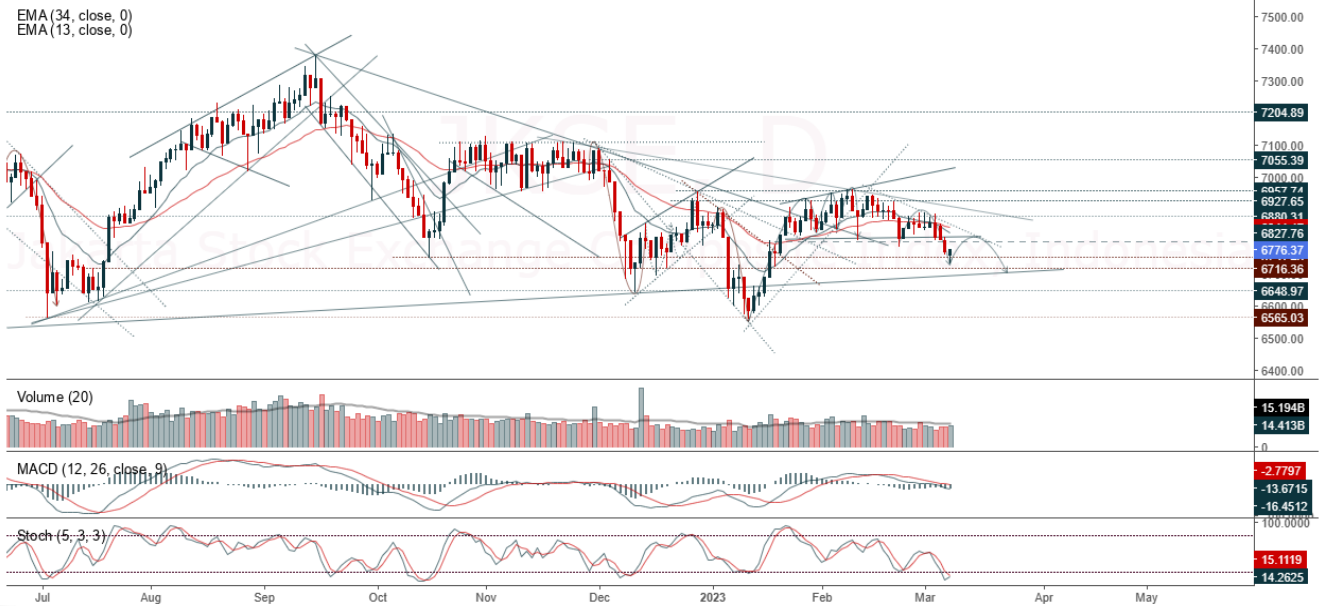 EMA (34, close, 0)
EMA (13, close, 0)
JKSE, D
7500.00
7400.00
7300.00
7204.89
7100.00
7055.39
7000.00
6957.74
6927.65
6880.31
6827.76
6776.37
6716.36
6648.97
6600.00
6565.03
6500.00
6400.00
Volume (20)
15.194B
14.413B
0
MACD (12, 26, close, 9)
-2.7797
-13.6715
-16.4512
Stoch (5, 3, 3)
100.0000
15.1119
14.2625
Jul Aug Sep Oct Nov Dec 2023 Feb Mar Apr May